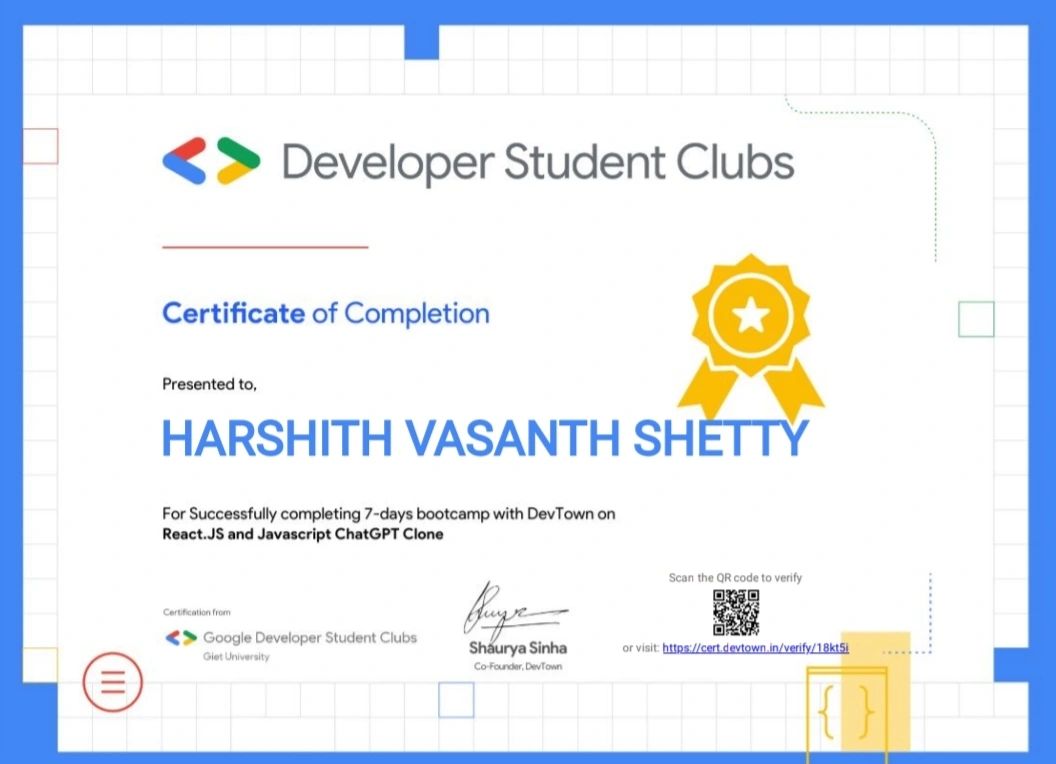 Developer Student Clubs
Certificate of Completion
Presented to,
HARSHITH VASANTH SHETTY
For Successfully completing 7-days bootcamp with DevTown on
React.JS and Javascript ChatGPT Clone
Certification from
Google Developer Student Clubs
Giet University
Shaurya Sinha
Co-Founder, DevTown
Scan the QR code to verify
or visit: https://cert.devtown.in/verify/18kt5i